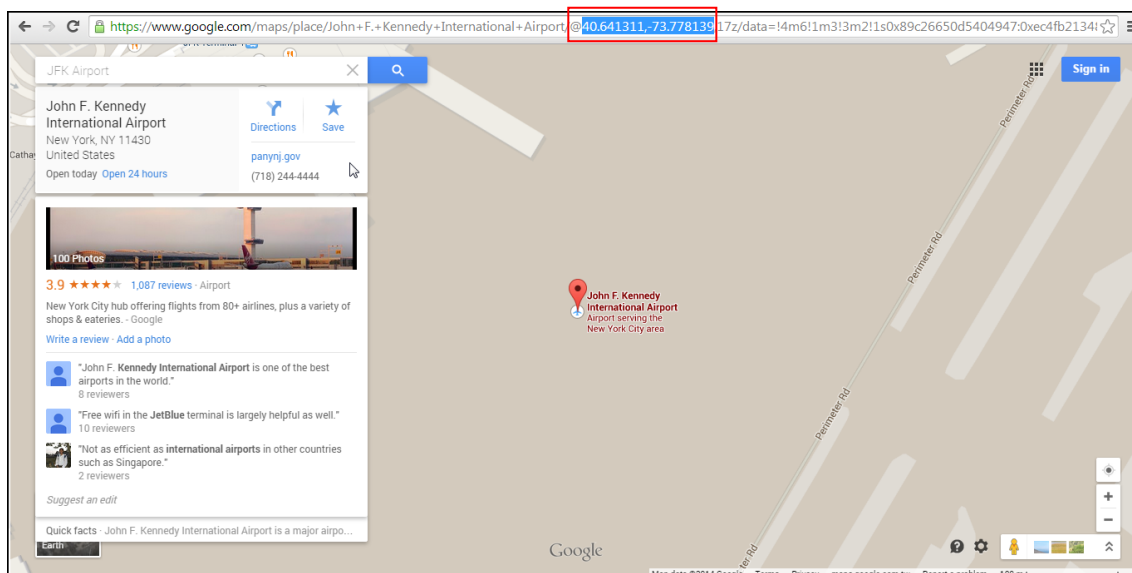 https://www.google.com/maps/place/John+F.+Kennedy+International+Airport/@40.641311,-73.778139,17z/data=!4m6!1m3!3m2!1s0x89c26650d5404947:0xec4fb2134
JFK Airport
Sign in
John F. Kennedy
International Airport
New York, NY 11430
United States
Open today Open 24 hours
Directions
Save
panynj.gov
(718) 244-4444
100 Photos
3.9 ★★★★★ 1,087 reviews · Airport
New York City hub offering flights from 80+ airlines, plus a variety of
shops & eateries. - Google
Write a review · Add a photo
"John F. Kennedy International Airport is one of the best
airports in the world."
8 reviewers
"Free wifi in the JetBlue terminal is largely helpful as well."
10 reviewers
"Not as efficient as international airports in other countries
such as Singapore."
2 reviewers
Suggest an edit
Quick facts · John F. Kennedy International Airport is a major airpo...
Earth
John F. Kennedy
International Airport
Airport serving the
New York City area
Perimeter Rd
Perimeter Rd
Perimeter Rd
Google